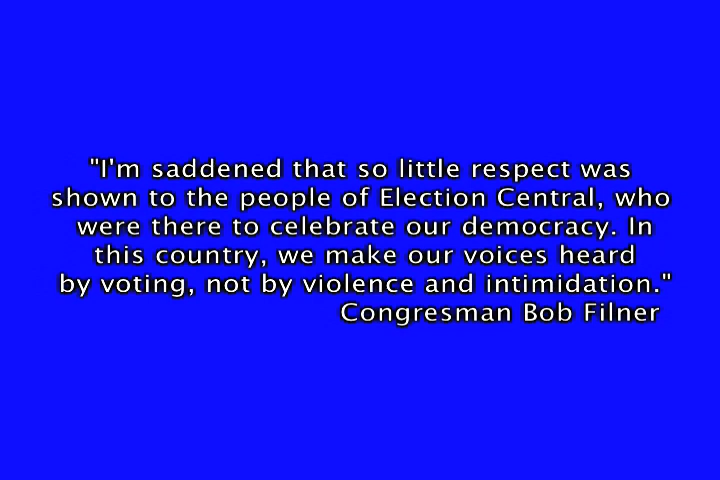 "I'm saddened that so little respect was
shown to the people of Election Central, who
were there to celebrate our democracy. In
this country, we make our voices heard
by voting, not by violence and intimidation."
Congresman Bob Filner